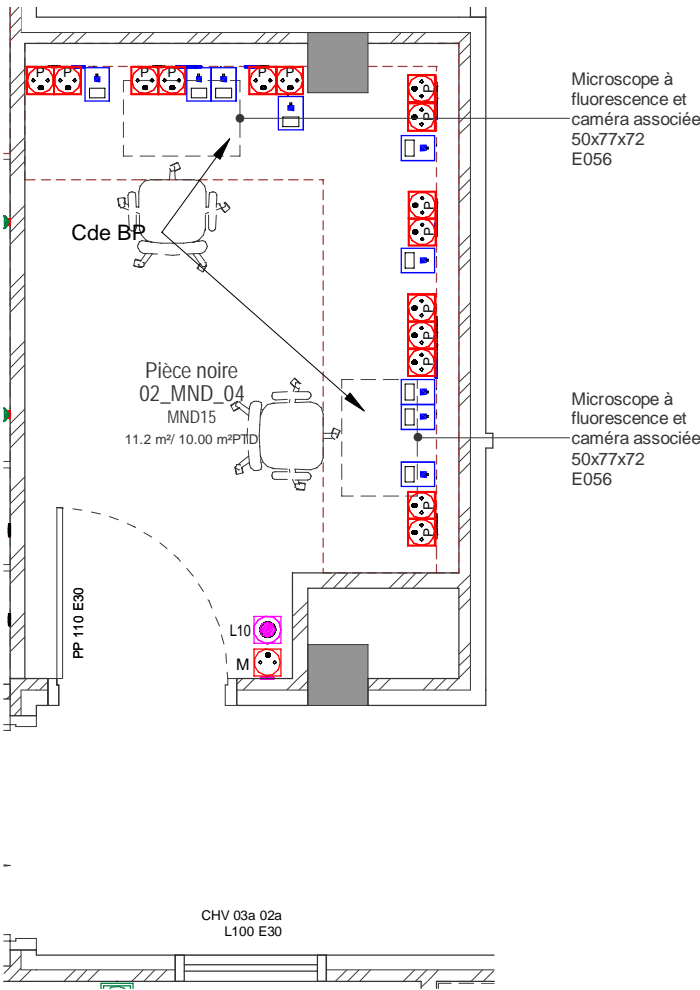 P P P P P P
P
P
Microscope à
fluorescence et
caméra associée
50x77x72
E056
P
P
Cde BP
P
P
P
Pièce noire
02_MND_04
MND15
11.2 m²/ 10.00 m²PTD
Microscope à
fluorescence et
caméra associée
50x77x72
E056
P
P
PP 110 E30
L10
M
CHV 03a 02a
L100 E30